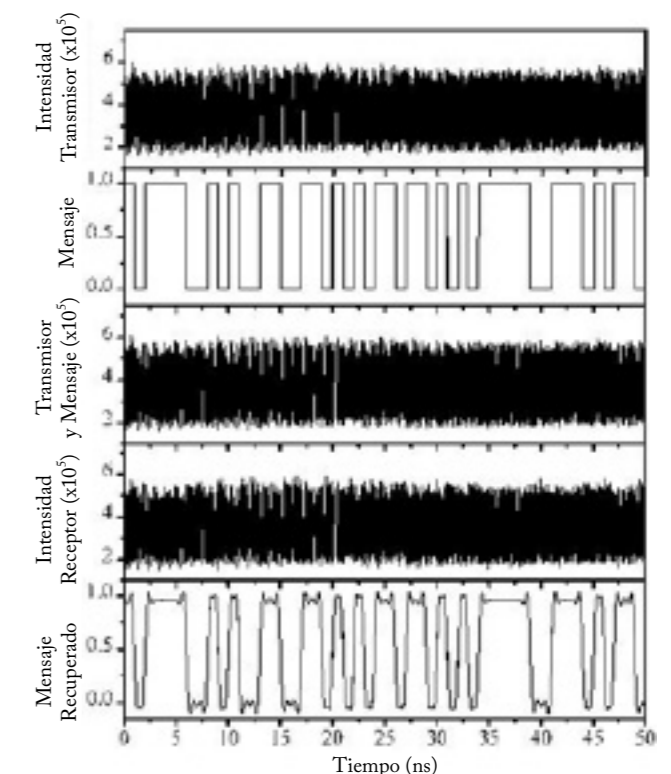 Intensidad
Transmisor (x10⁵)
6
4
2
Mensaje
1.0
0.5
0.0
Transmisor
y Mensaje (x10⁵)
6
4
2
Intensidad
Receptor (x10⁵)
6
4
2
Mensaje
Recuperado
1.0
0.5
0.0
0 5 10 15 20 25 30 35 40 45 50
Tiempo (ns)